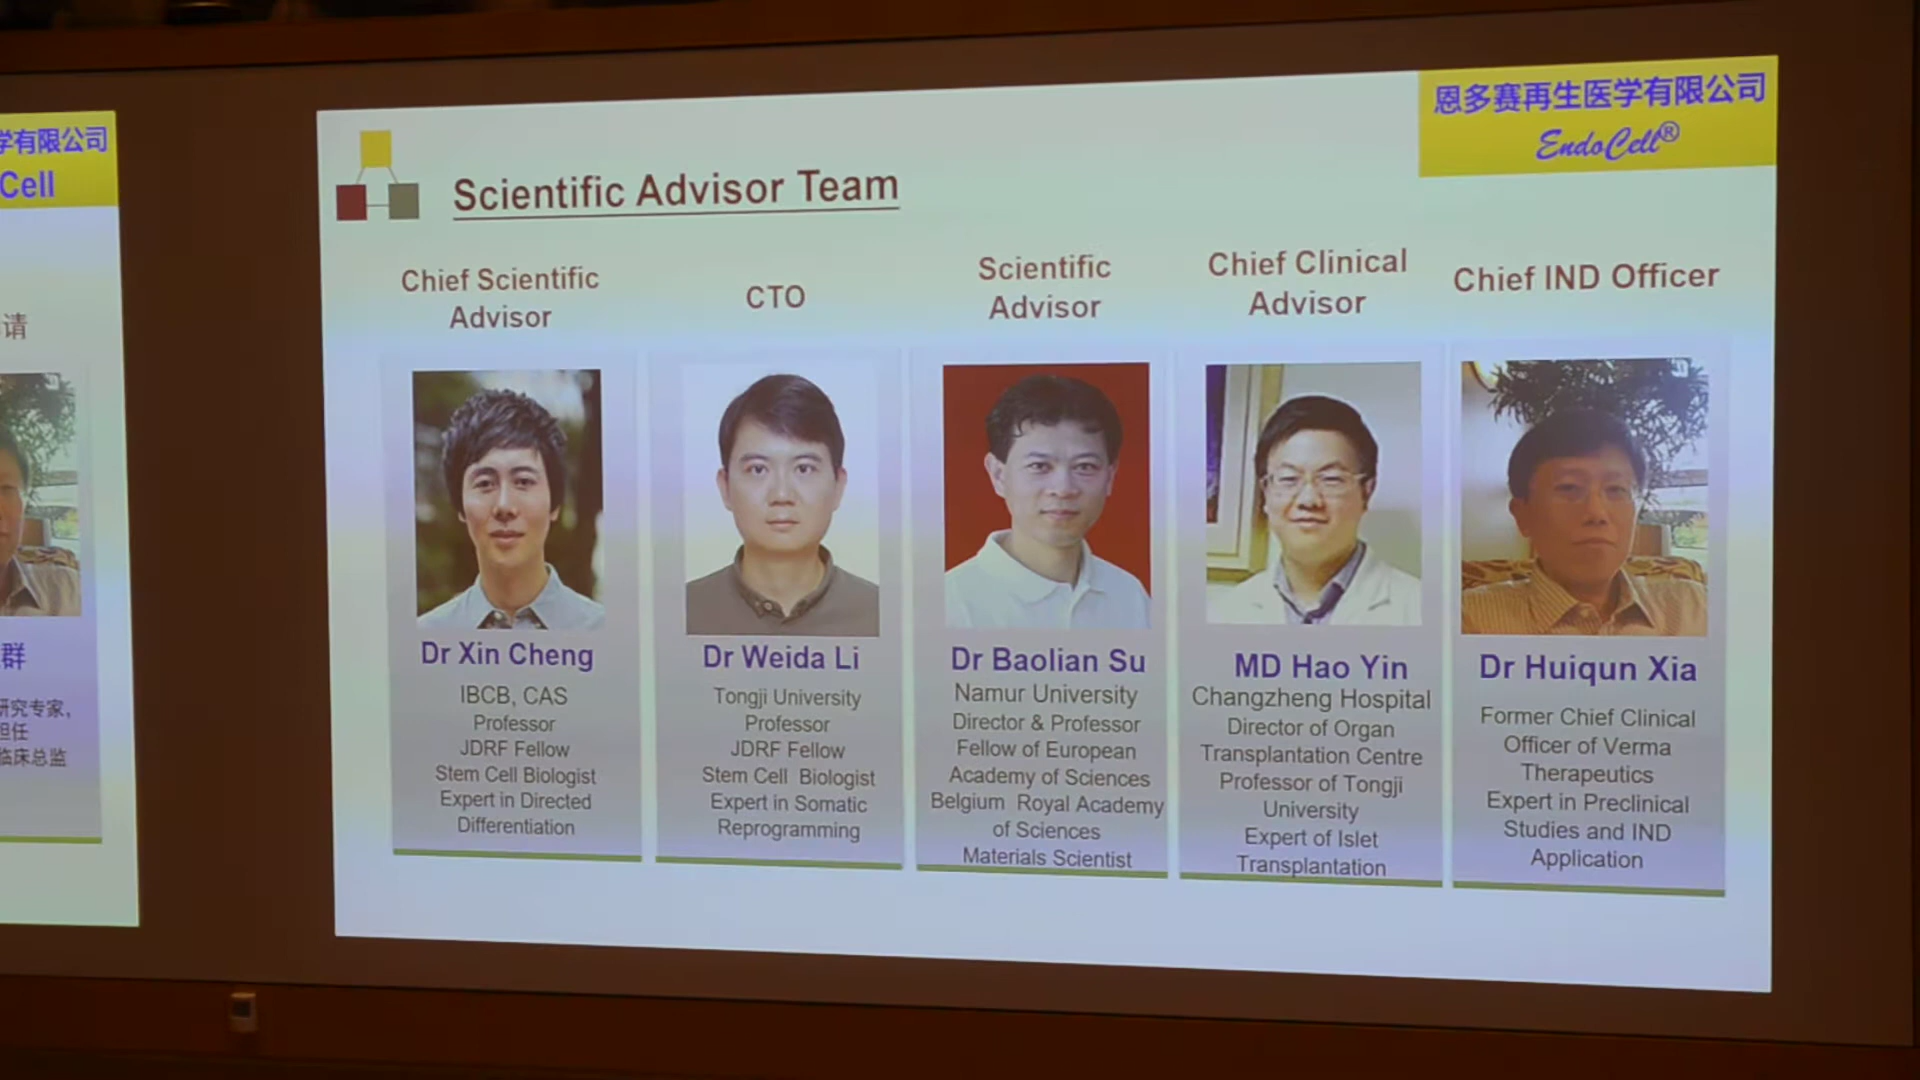 学有限公司
Cell
请
群
研究专家,
担任
临床总监
恩多赛再生医学有限公司
EndoCell®
Scientific Advisor Team
Chief Scientific
Advisor
Dr Xin Cheng
IBCB, CAS
Professor
JDRF Fellow
Stem Cell Biologist
Expert in Directed
Differentiation
CTO
Dr Weida Li
Tongji University
Professor
JDRF Fellow
Stem Cell Biologist
Expert in Somatic
Reprogramming
Scientific
Advisor
Dr Baolian Su
Namur University
Director & Professor
Fellow of European
Academy of Sciences
Belgium Royal Academy
of Sciences
Materials Scientist
Chief Clinical
Advisor
MD Hao Yin
Changzheng Hospital
Director of Organ
Transplantation Centre
Professor of Tongji
University
Expert of Islet
Transplantation
Chief IND Officer
Dr Huiqun Xia
Former Chief Clinical
Officer of Verma
Therapeutics
Expert in Preclinical
Studies and IND
Application